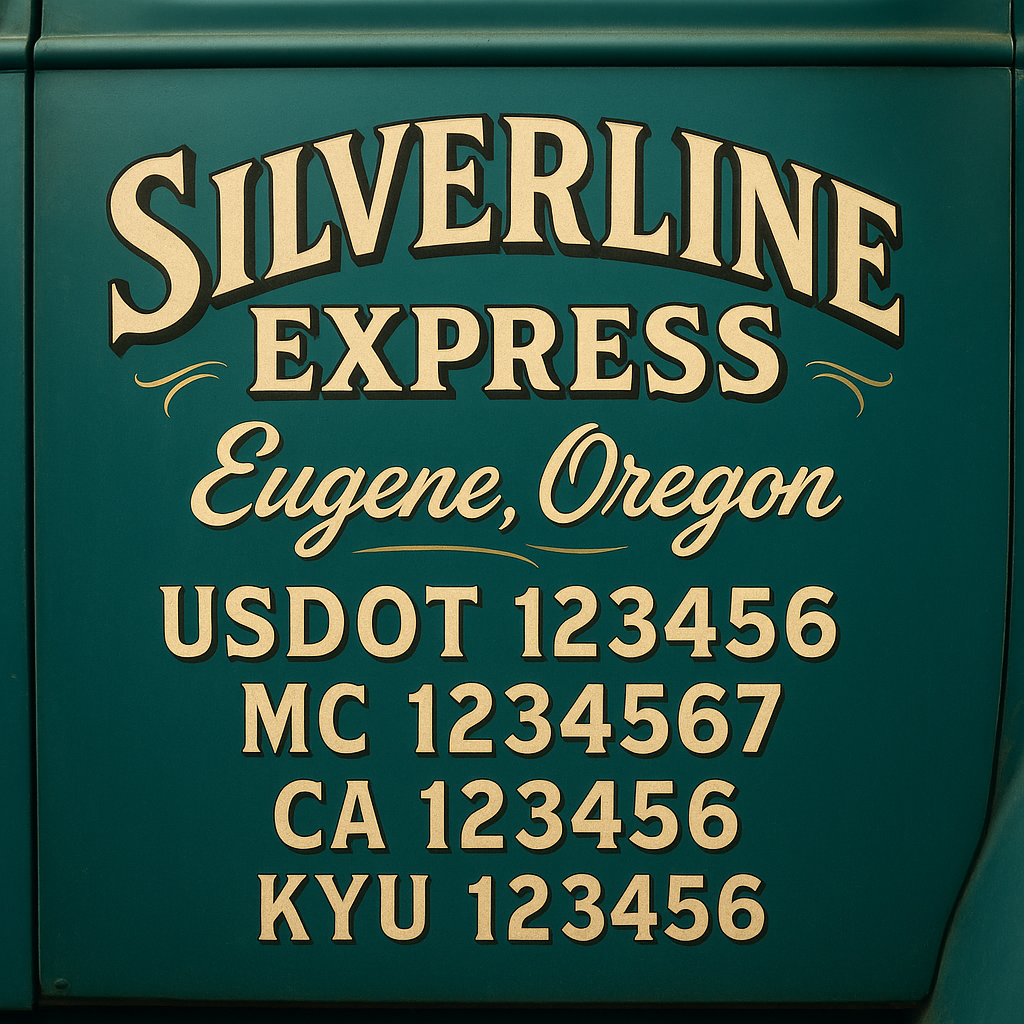 SILVERLINE
EXPRESS
Eugene, Oregon
USDOT 123456
MC 1234567
CA 123456
KYU 123456